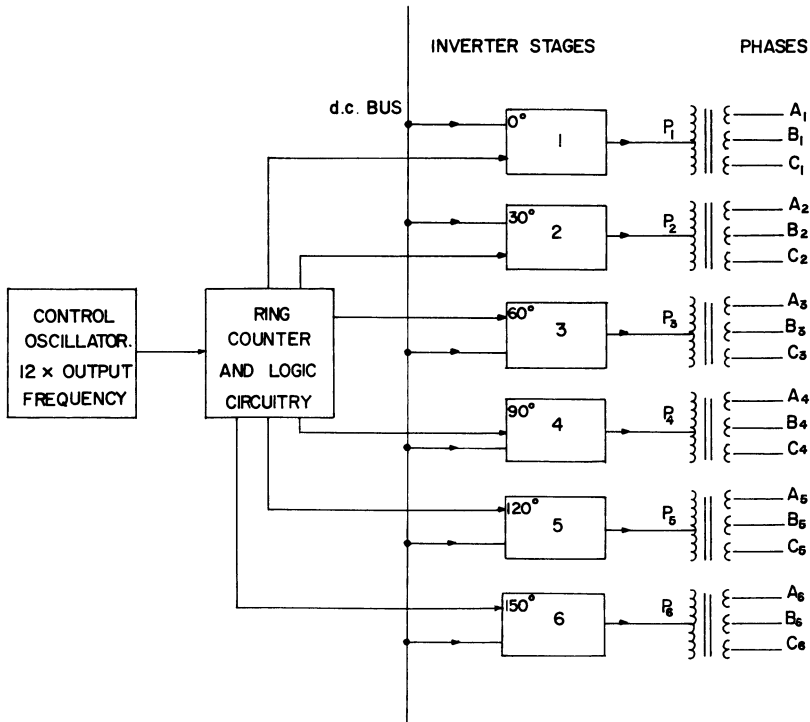 INVERTER STAGES
PHASES
d.c. BUS
0°
1
P₁
A₁
B₁
C₁
30°
2
P₂
A₂
B₂
C₂
CONTROL
OSCILLATOR.
12 × OUTPUT
FREQUENCY
RING
COUNTER
AND LOGIC
CIRCUITRY
60°
3
P₃
A₃
B₃
C₃
90°
4
P₄
A₄
B₄
C₄
120°
5
P₅
A₅
B₅
C₅
150°
6
P₆
A₆
B₆
C₆